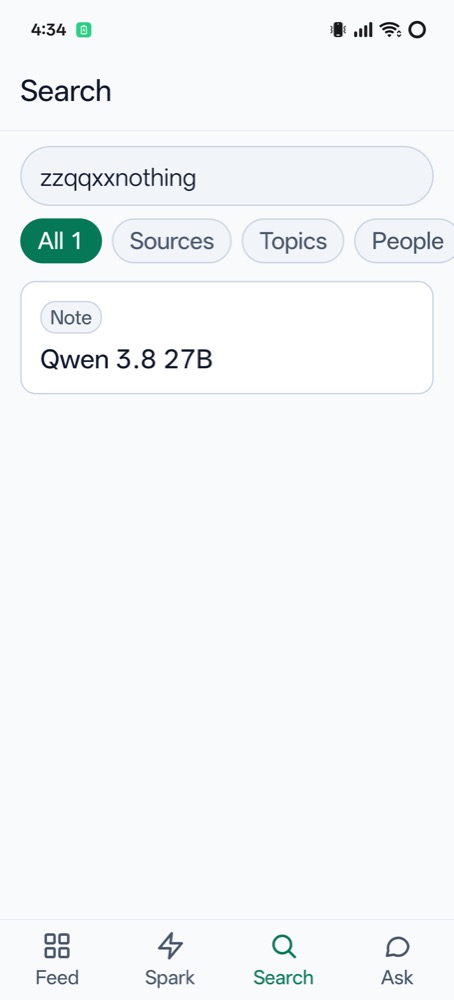 4:34
Search
zzqqxxnothing
All 1 Sources Topics People
Note
Qwen 3.8 27B
Feed Spark Search Ask